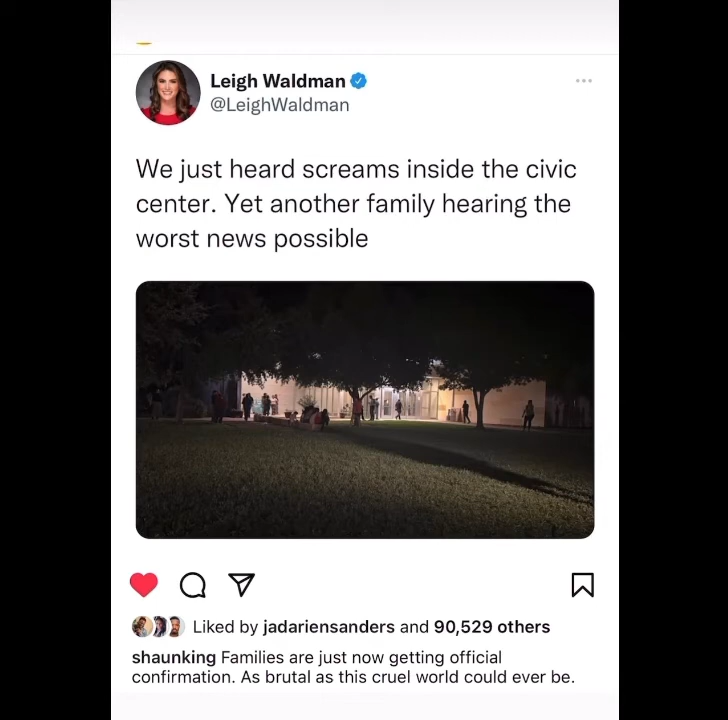 Leigh Waldman
@LeighWaldman
We just heard screams inside the civic
center. Yet another family hearing the
worst news possible
Liked by jadariensanders and 90,529 others
shaunking Families are just now getting official
confirmation. As brutal as this cruel world could ever be.